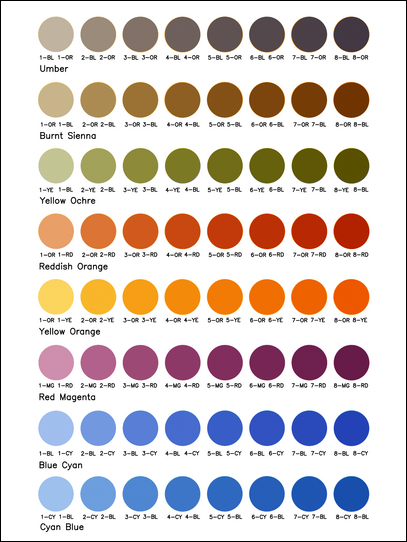 1-BL 1-OR 2-BL 2-OR 3-BL 3-OR 4-BL 4-OR 5-BL 5-OR 6-BL 6-OR 7-BL 7-OR 8-BL 8-OR
Umber
1-OR 1-BL 2-OR 2-BL 3-OR 3-BL 4-OR 4-BL 5-OR 5-BL 6-OR 6-BL 7-OR 7-BL 8-OR 8-BL
Burnt Sienna
1-YE 1-BL 2-YE 2-BL 3-YE 3-BL 4-YE 4-BL 5-YE 5-BL 6-YE 6-BL 7-YE 7-BL 8-YE 8-BL
Yellow Ochre
1-OR 1-RD 2-OR 2-RD 3-OR 3-RD 4-OR 4-RD 5-OR 5-RD 6-OR 6-RD 7-OR 7-RD 8-OR 8-RD
Reddish Orange
1-OR 1-YE 2-OR 2-YE 3-OR 3-YE 4-OR 4-YE 5-OR 5-YE 6-OR 6-YE 7-OR 7-YE 8-OR 8-YE
Yellow Orange
1-MG 1-RD 2-MG 2-RD 3-MG 3-RD 4-MG 4-RD 5-MG 5-RD 6-MG 6-RD 7-MG 7-RD 8-MG 8-RD
Red Magenta
1-BL 1-CY 2-BL 2-CY 3-BL 3-CY 4-BL 4-CY 5-BL 5-CY 6-BL 6-CY 7-BL 7-CY 8-BL 8-CY
Blue Cyan
1-CY 1-BL 2-CY 2-BL 3-CY 3-BL 4-CY 4-BL 5-CY 5-BL 6-CY 6-BL 7-CY 7-BL 8-CY 8-BL
Cyan Blue